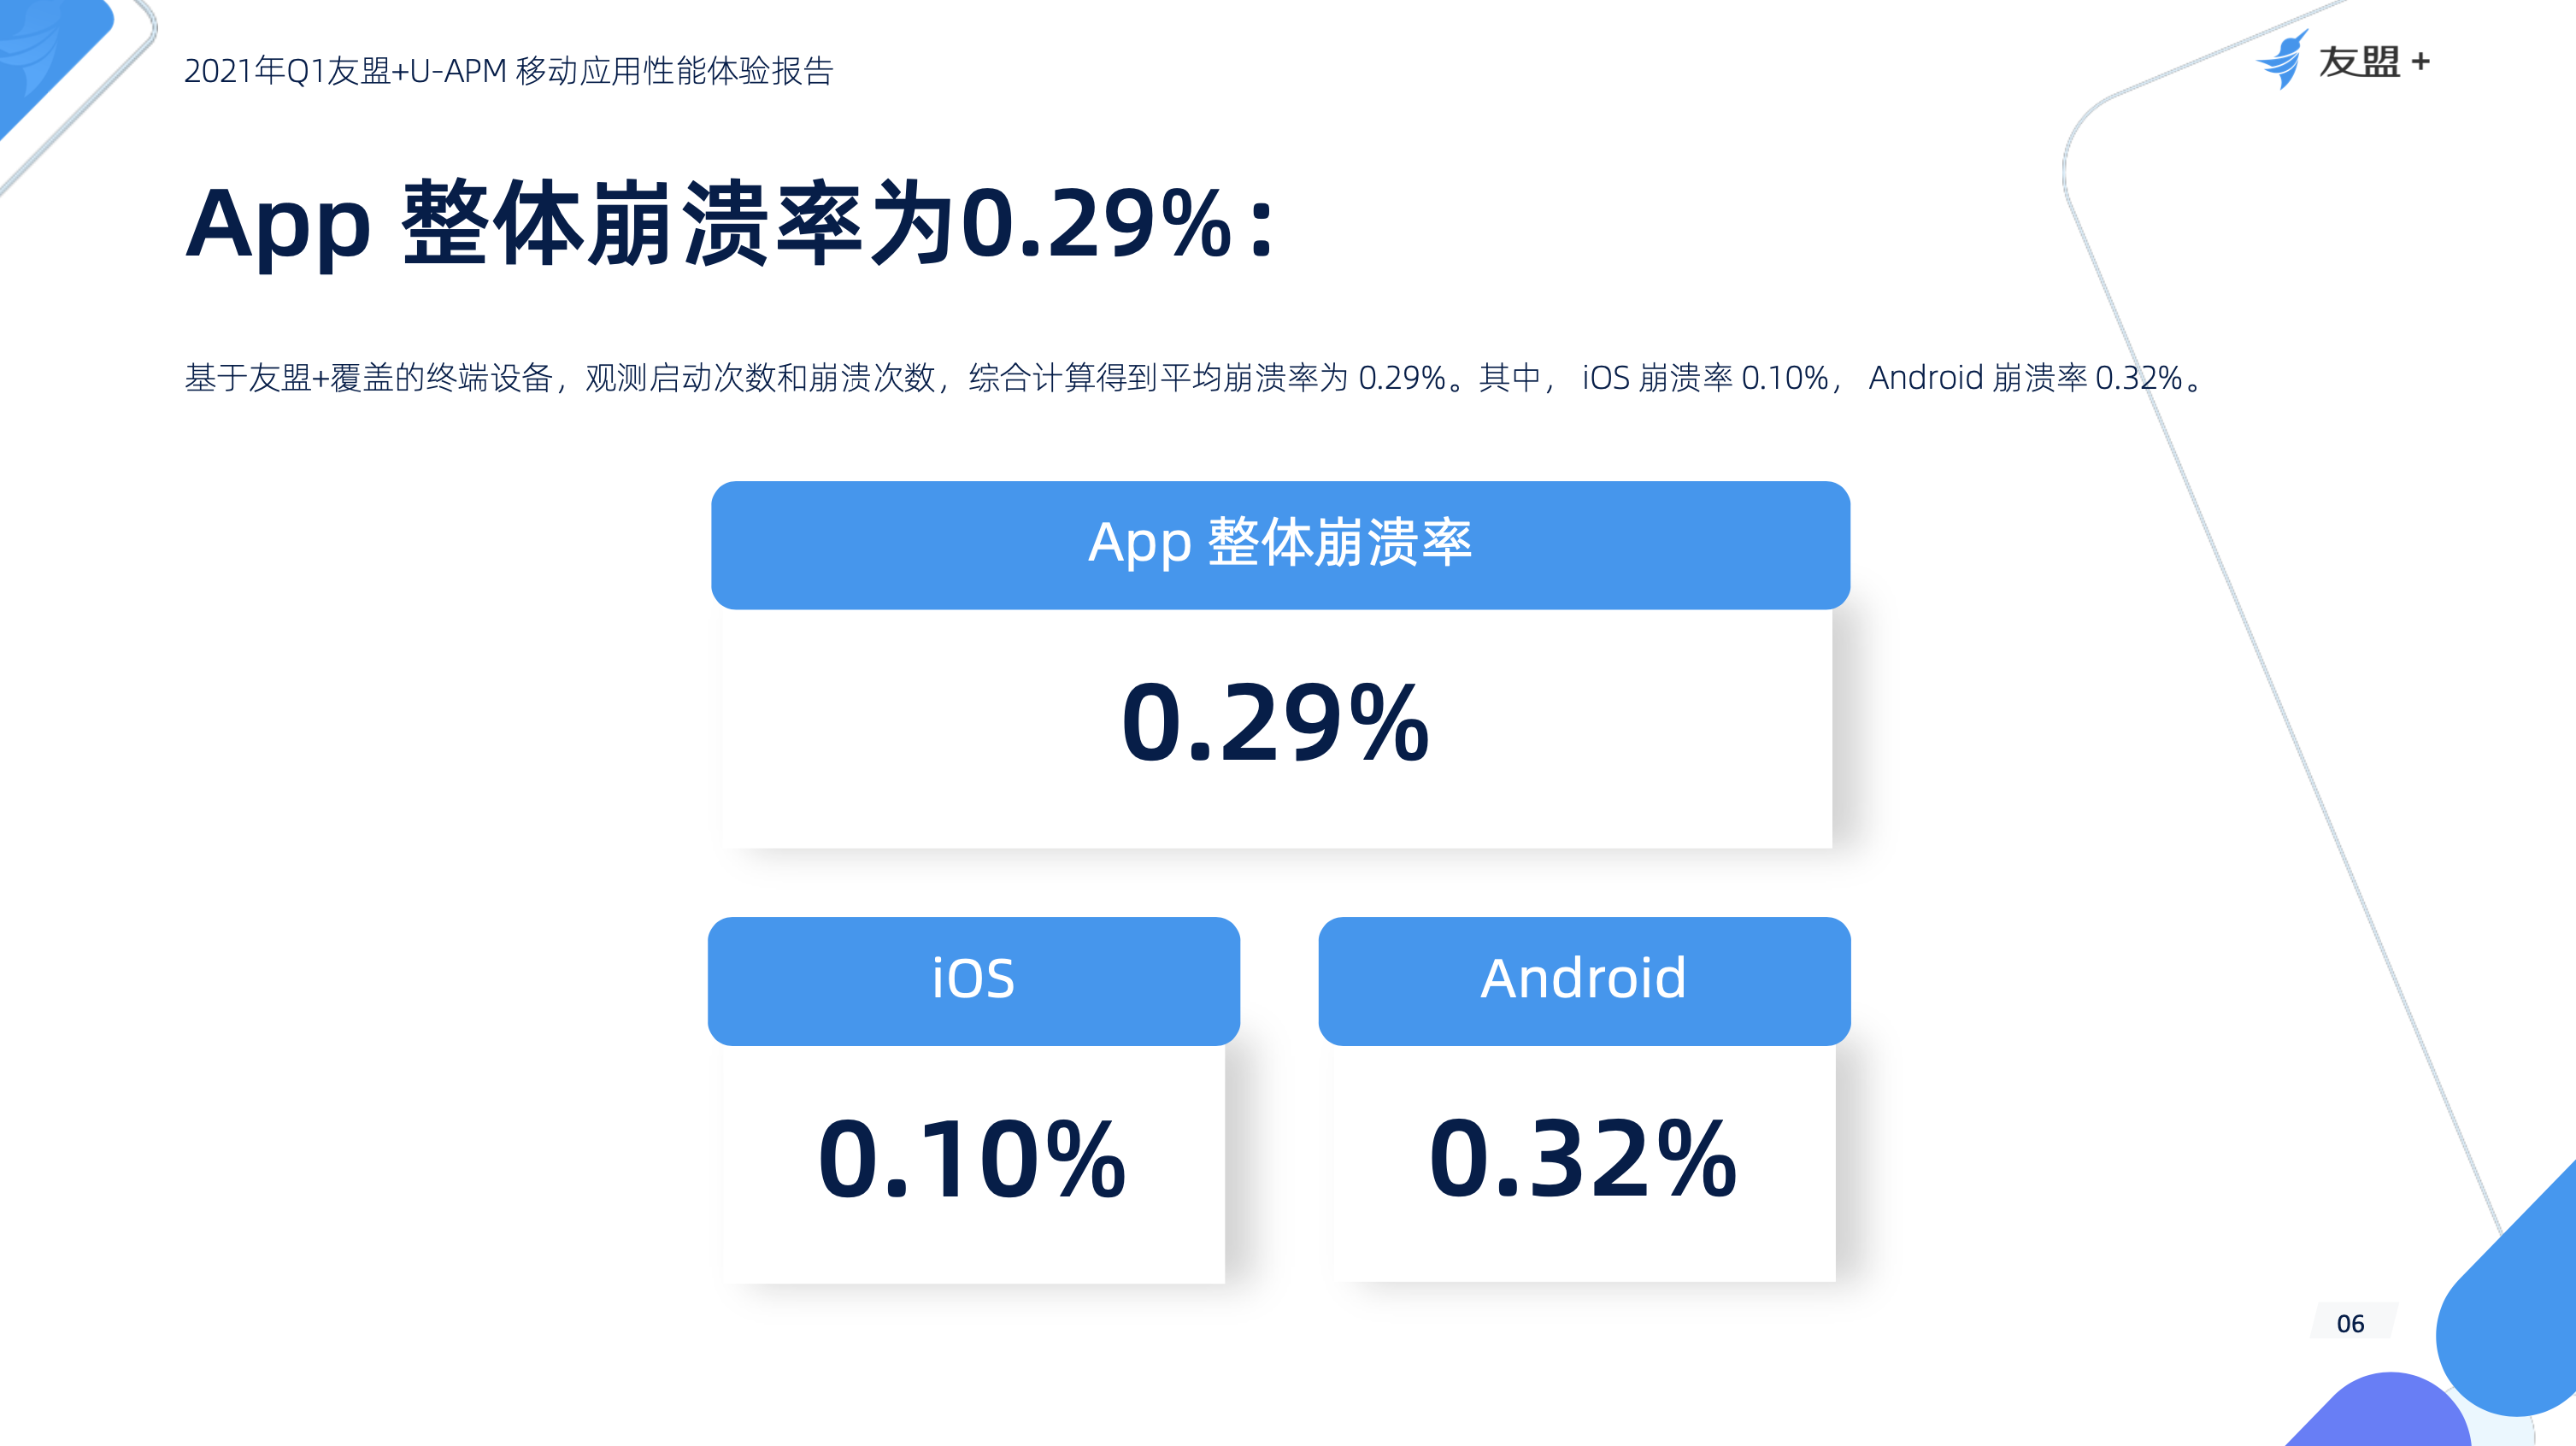 2021年Q1友盟+U-APM 移动应用性能体验报告
友盟+
App 整体崩溃率为0.29%：
基于友盟+覆盖的终端设备，观测启动次数和崩溃次数，综合计算得到平均崩溃率为 0.29%。其中， iOS 崩溃率 0.10%， Android 崩溃率 0.32%。
App 整体崩溃率
0.29%
iOS
Android
0.10%
0.32%
06